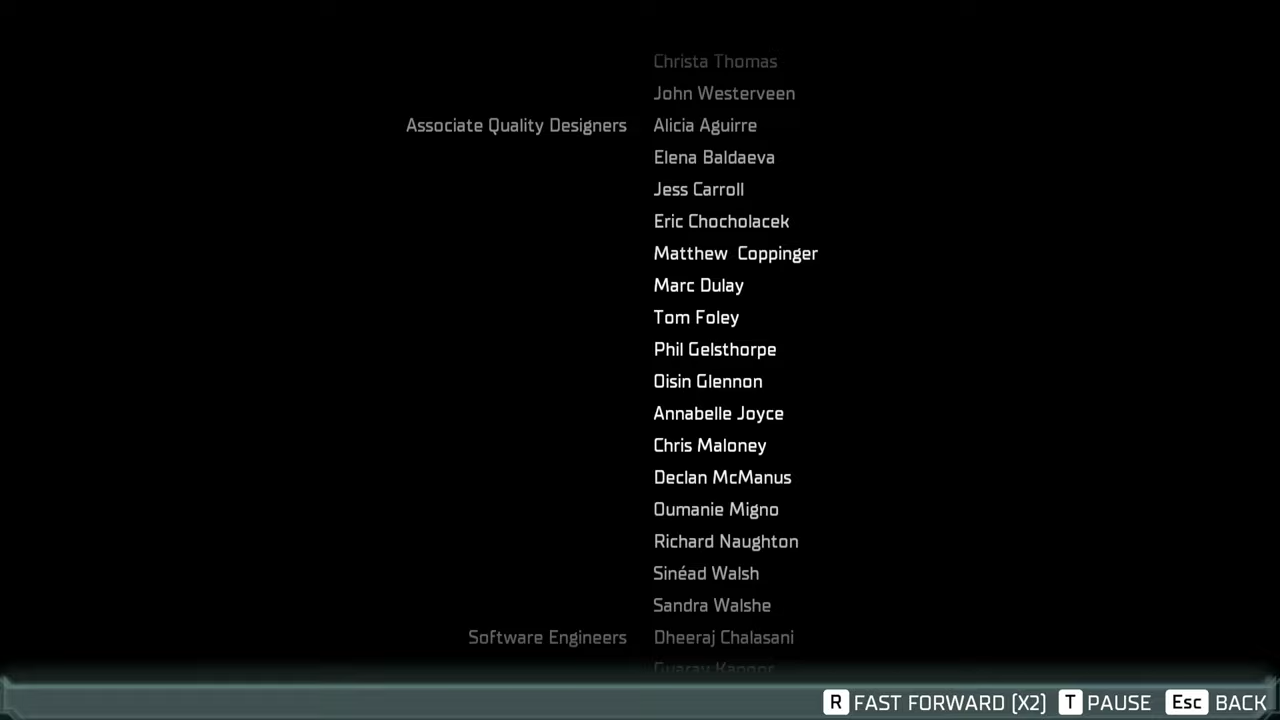 Christa Thomas
John Westerveen
Associate Quality Designers Alicia Aguirre
Elena Baldaeva
Jess Carroll
Eric Chocholacek
Matthew  Coppinger
Marc Dulay
Tom Foley
Phil Gelsthorpe
Oisin Glennon
Annabelle Joyce
Chris Maloney
Declan McManus
Oumanie Migno
Richard Naughton
Sinéad Walsh
Sandra Walshe
Software Engineers Dheeraj Chalasani
R FAST FORWARD (X2) T PAUSE Esc BACK